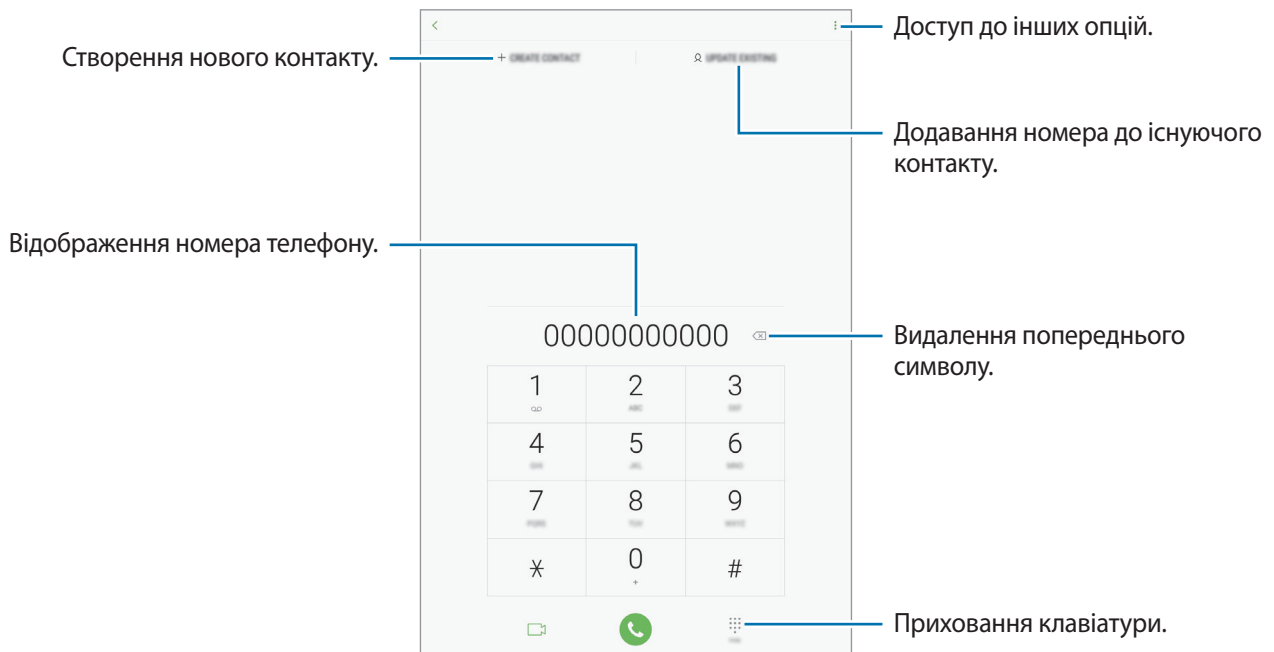 Доступ до інших опцій.
Створення нового контакту.
CREATE CONTACT
UPDATE EXISTING
Додавання номера до існуючого
контакту.
Відображення номера телефону.
00000000000
Видалення попереднього
символу.
1 2 3
ABC DEF
4 5 6
GHI JKL MNO
7 8 9
PQRS TUV WXYZ
* 0 #
+
Приховання клавіатури.